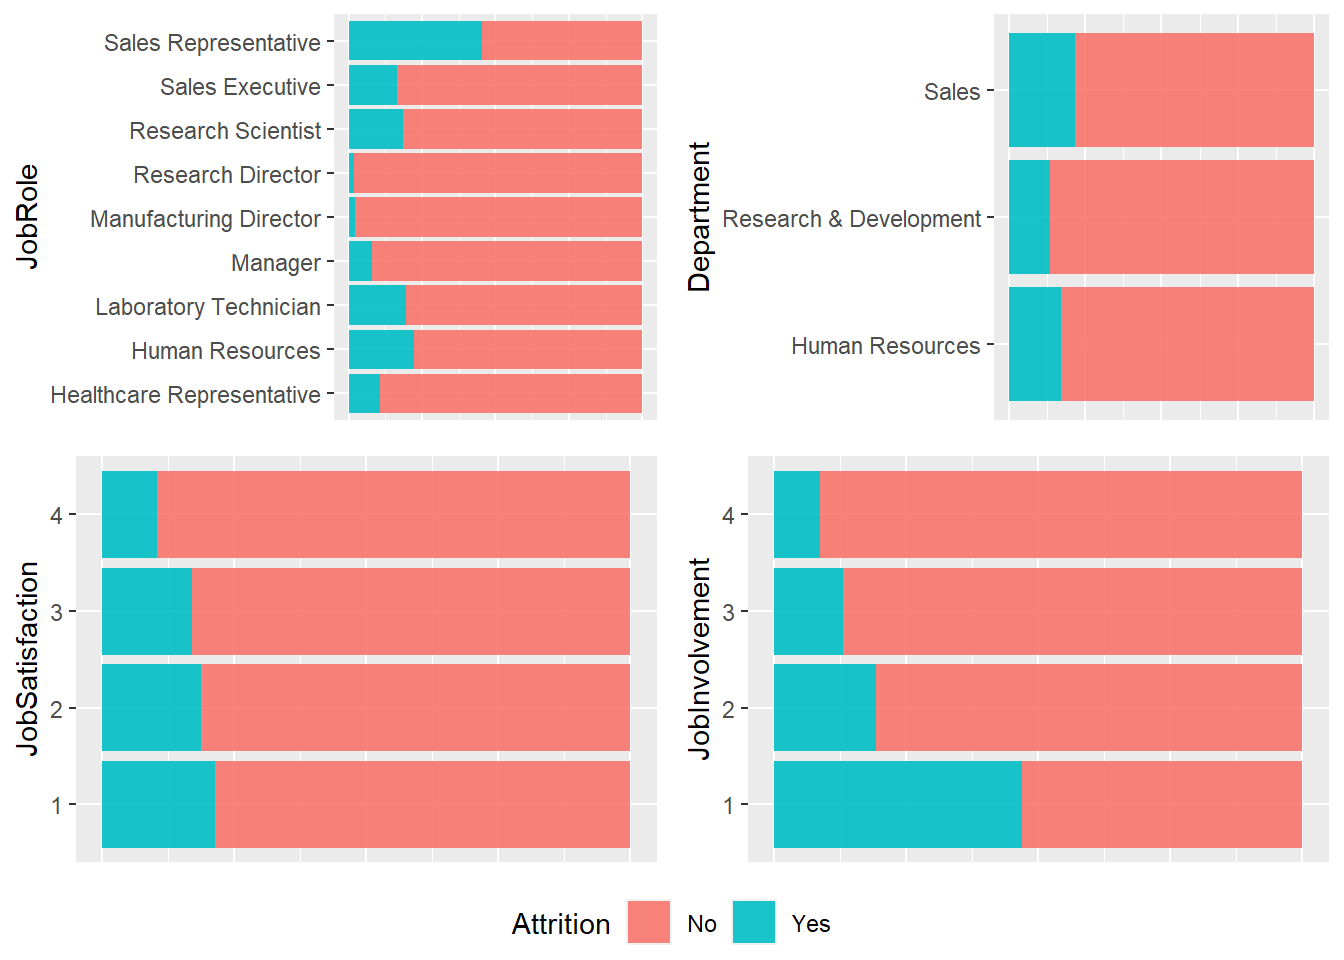 JobRole
Sales Representative
Sales Executive
Research Scientist
Research Director
Manufacturing Director
Manager
Laboratory Technician
Human Resources
Healthcare Representative
Department
Sales
Research & Development
Human Resources
JobSatisfaction
4
3
2
1
JobInvolvement
4
3
2
1
Attrition No Yes